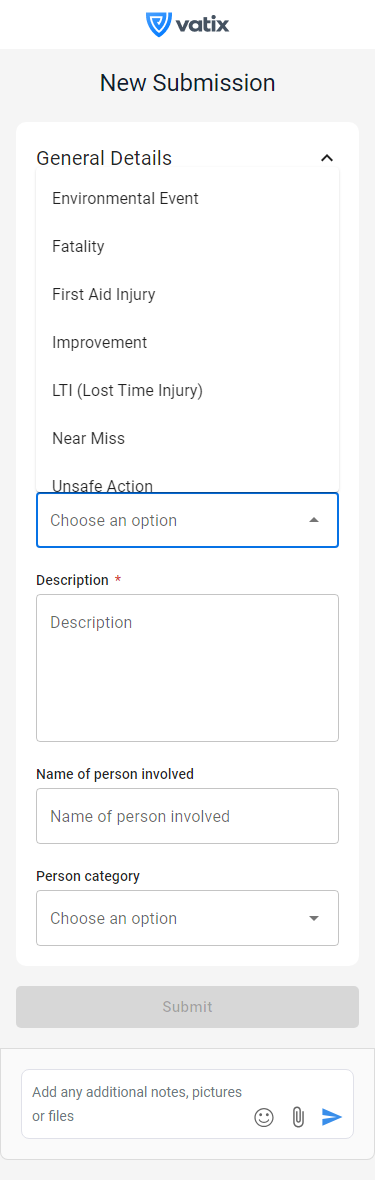 vatix
New Submission
General Details
Environmental Event
Fatality
First Aid Injury
Improvement
LTI (Lost Time Injury)
Near Miss
Unsafe Action
Choose an option
Description *
Description
Name of person involved
Name of person involved
Person category
Choose an option
Submit
Add any additional notes, pictures
or files